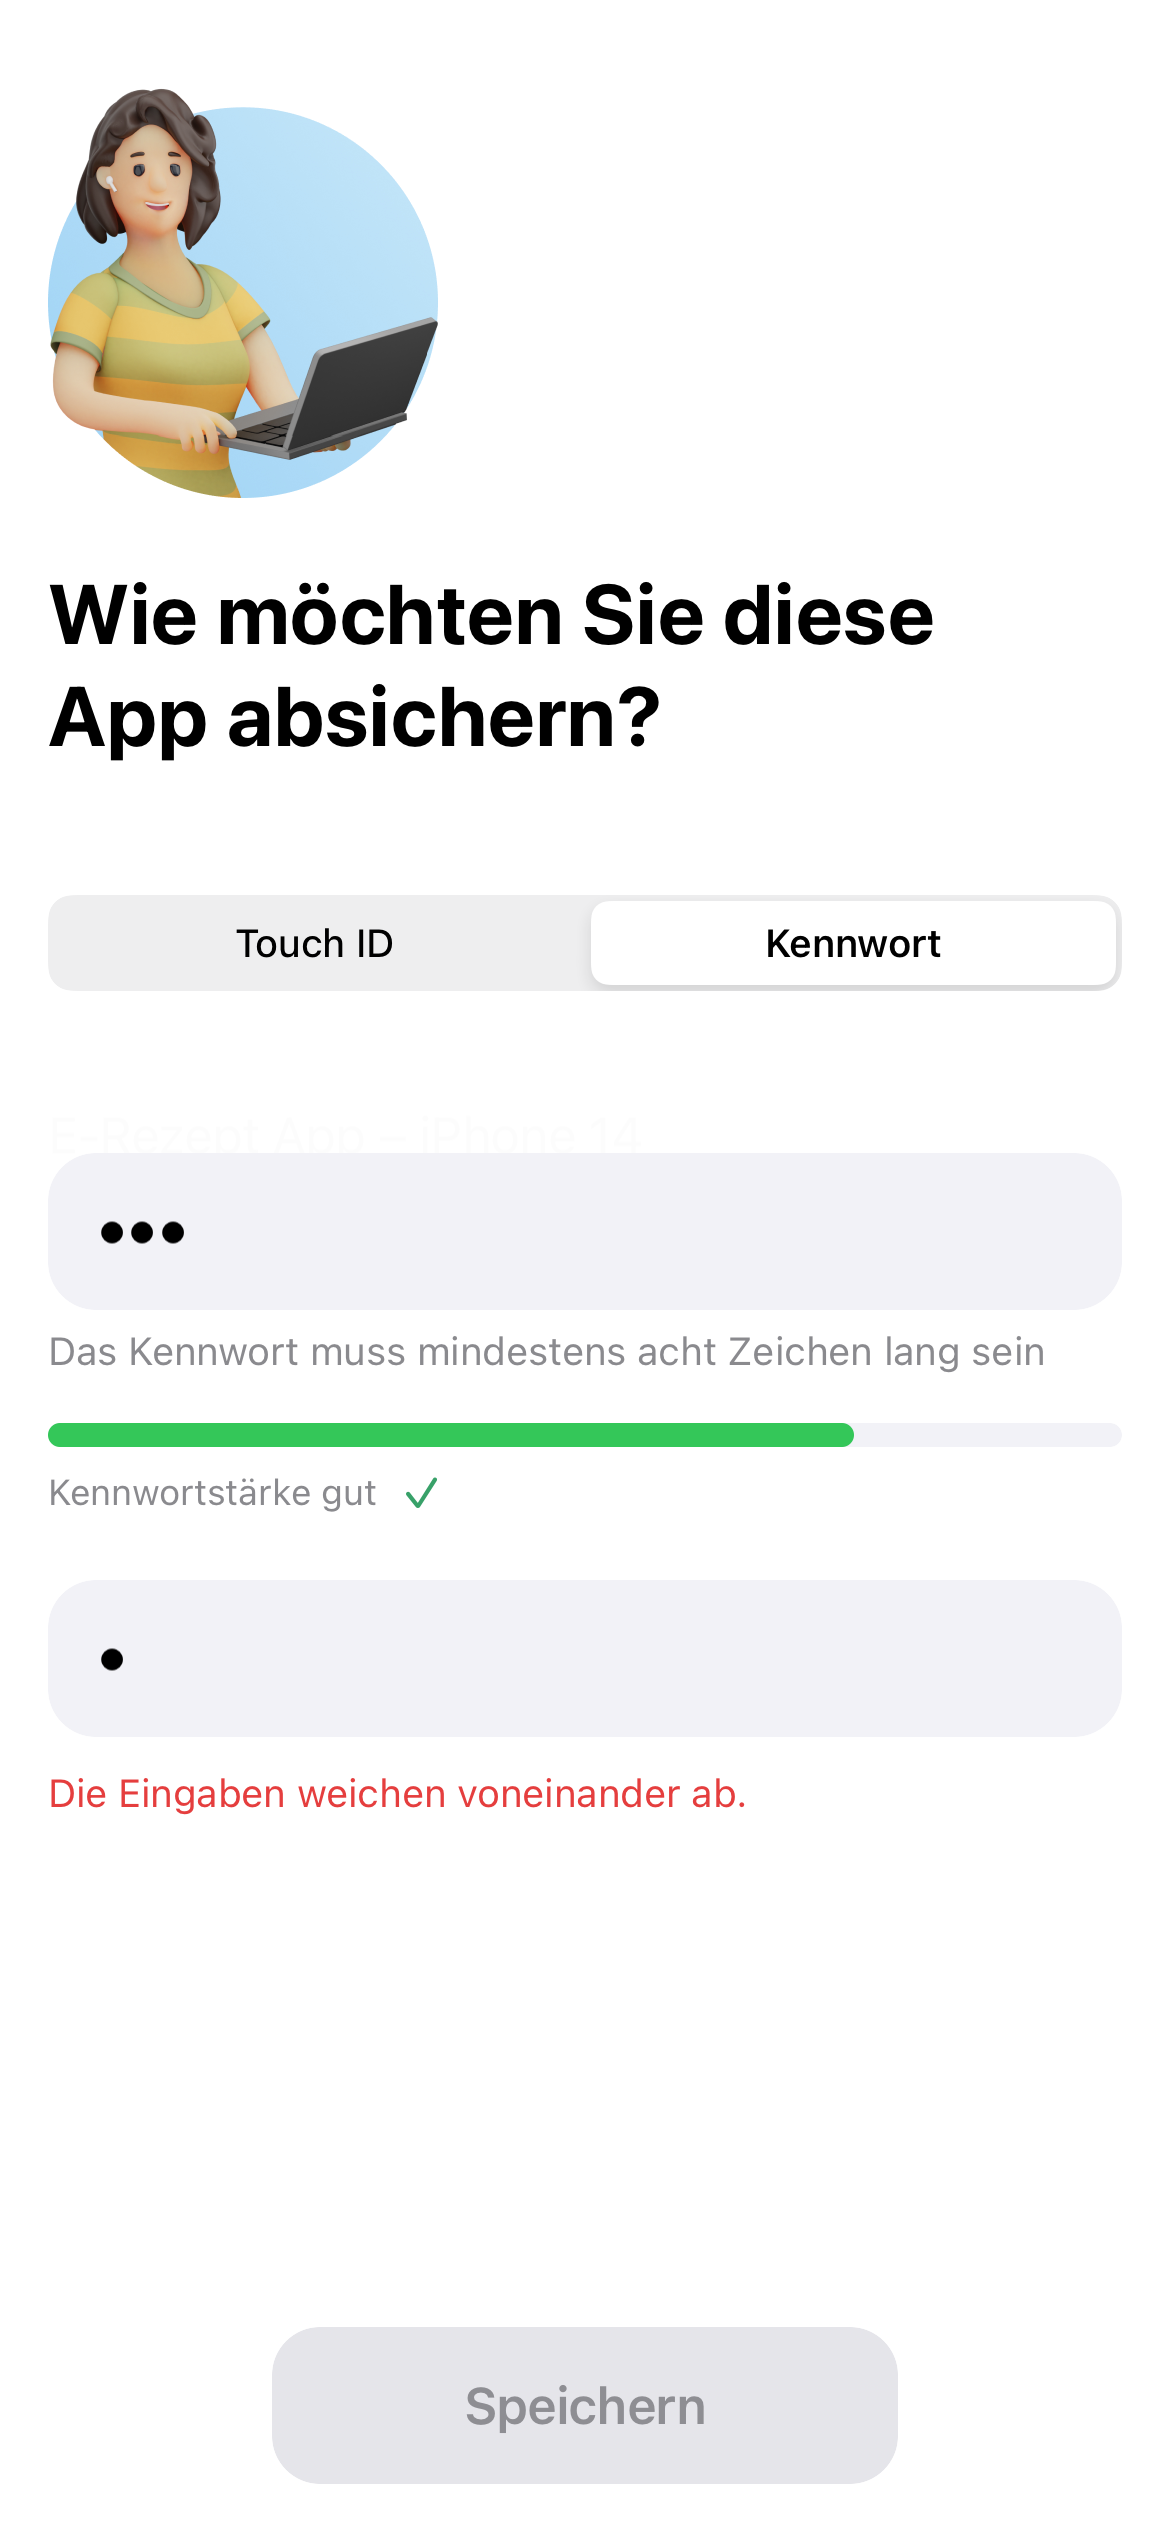 Wie möchten Sie diese
App absichern?
Touch ID
Kennwort
E-Rezept App – iPhone 14
•••
Das Kennwort muss mindestens acht Zeichen lang sein
Kennwortstärke gut
•
Die Eingaben weichen voneinander ab.
Speichern